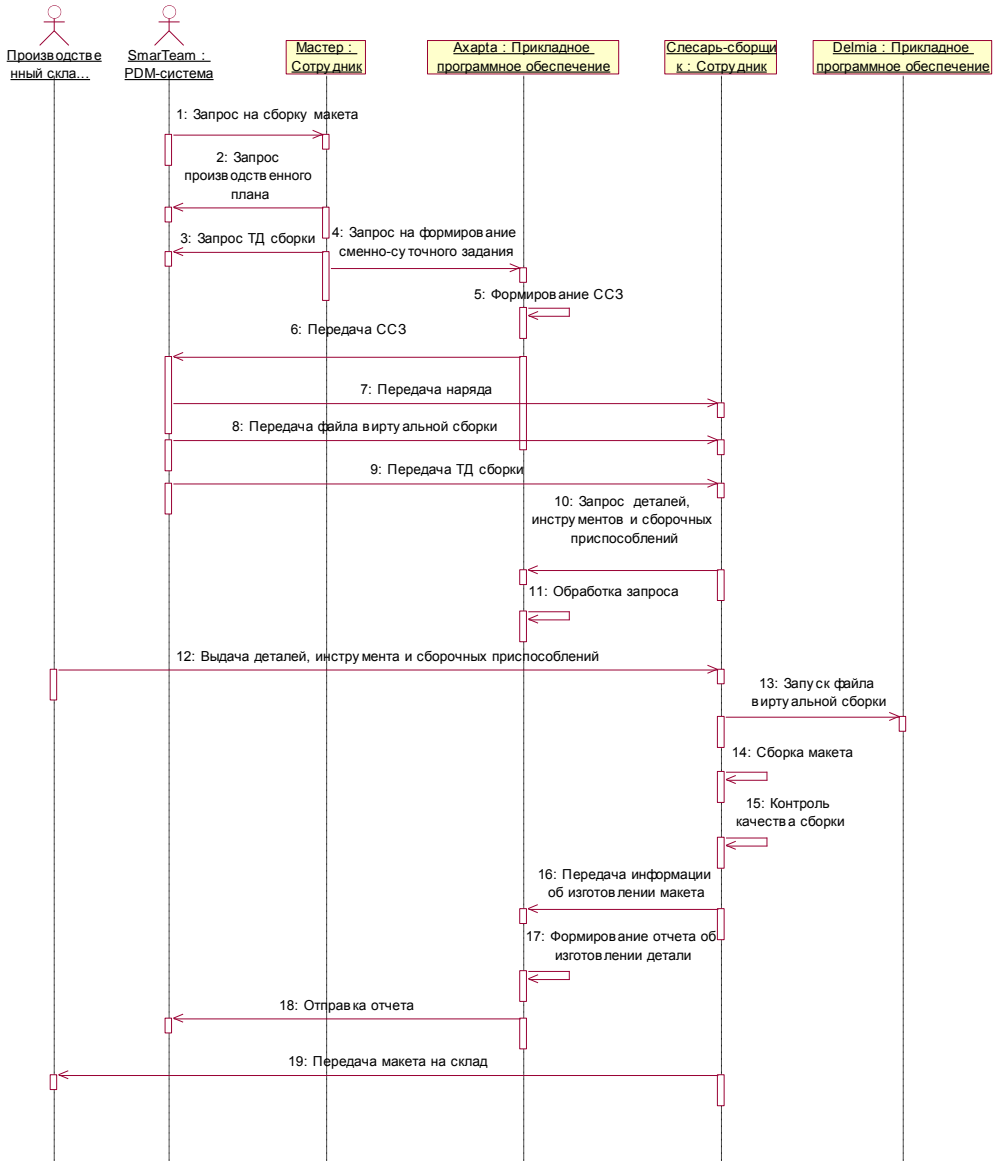 Производстве
нный скла...
SmarTeam :
PDM-система
Мастер :
Сотрудник
Axapta : Прикладное
программное обеспечение
Слесарь-сборщи
к : Сотрудник
Delmia : Прикладное
программное обеспечение
1: Запрос на сборку макета
2: Запрос
производственного
плана
3: Запрос ТД сборки
4: Запрос на формирование
сменно-суточного задания
5: Формирование ССЗ
6: Передача ССЗ
7: Передача наряда
8: Передача файла виртуальной сборки
9: Передача ТД сборки
10: Запрос деталей,
инструментов и сборочных
приспособлений
11: Обработка запроса
12: Выдача деталей, инструмента и сборочных приспособлений
13: Запуск файла
виртуальной сборки
14: Сборка макета
15: Контроль
качества сборки
16: Передача информации
об изготовлении макета
17: Формирование отчета об
изготовлении детали
18: Отправка отчета
19: Передача макета на склад